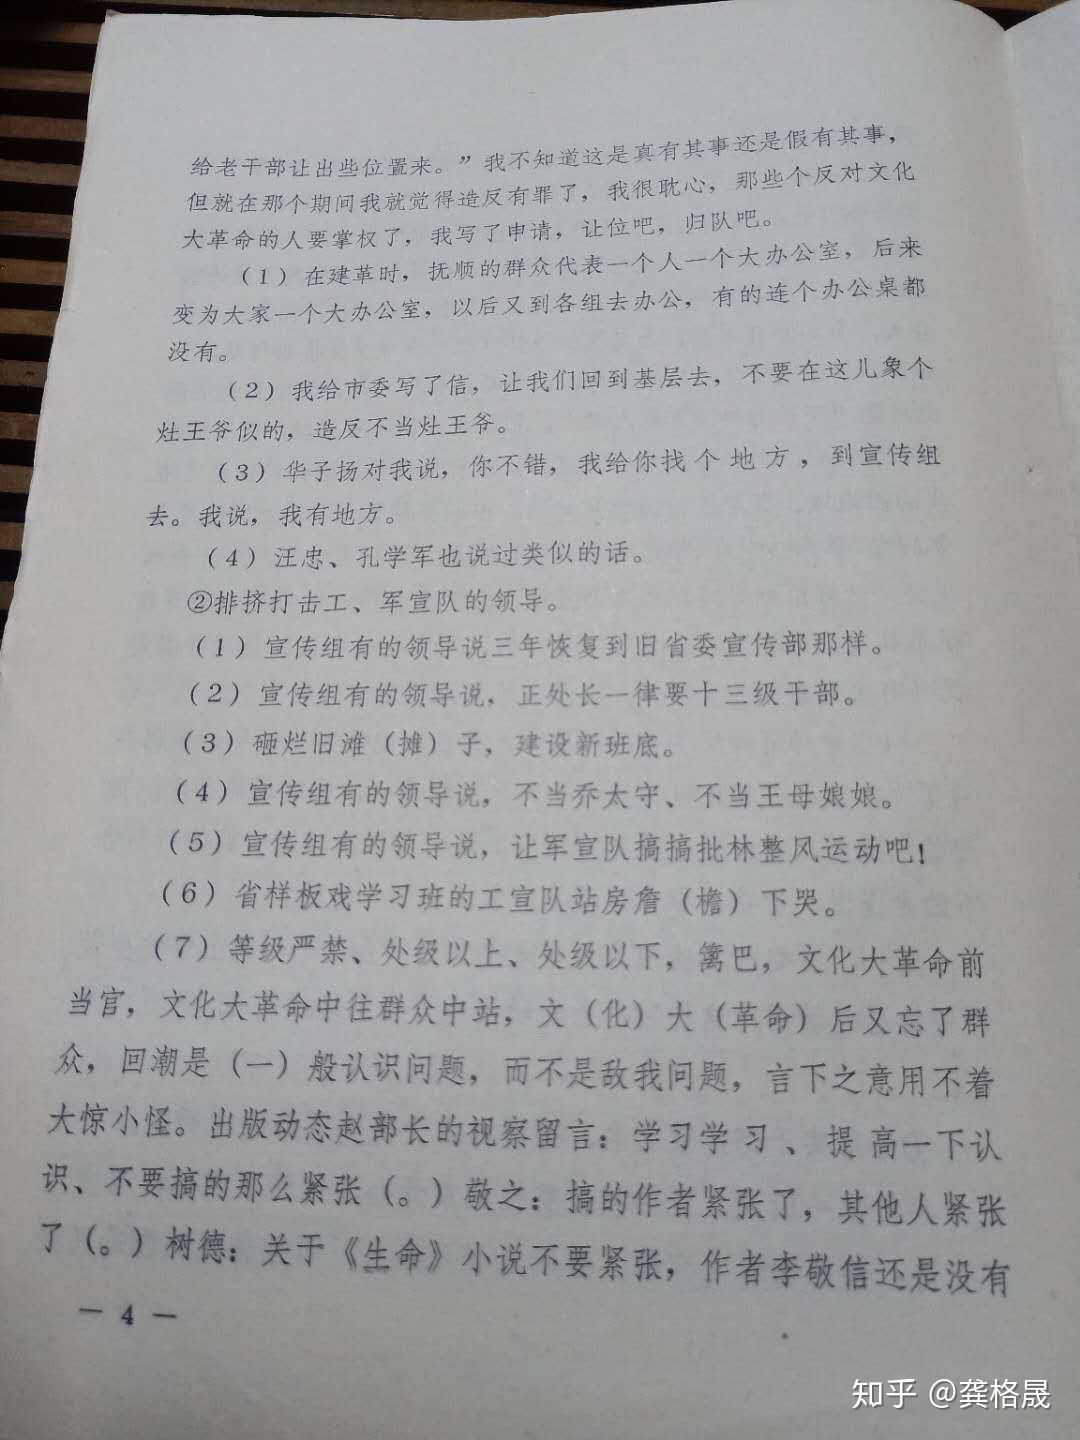 给老干部让出些位置来。”我不知道这是真有其事还是假有其事，
但就在那个期间我就觉得造反有罪了，我很耽心，那些个反对文化
大革命的人要掌权了，我写了申请，让位吧，归队吧。
（1）在建革时，抚顺的群众代表一个人一个大办公室，后来
变为大家一个大办公室，以后又到各组去办公，有的连个办公桌都
没有。
（2）我给市委写了信，让我们回到基层去，不要在这儿象个
灶王爷似的，造反不当灶王爷。
（3）华子扬对我说，你不错，我给你找个地方，到宣传组
去。我说，我有地方。
（4）汪忠、孔学军也说过类似的话。
②排挤打击工、军宣队的领导。
（1）宣传组有的领导说三年恢复到旧省委宣传部那样。
（2）宣传组有的领导说，正处长一律要十三级干部。
（3）砸烂旧滩（摊）子，建设新班底。
（4）宣传组有的领导说，不当乔太守、不当王母娘娘。
（5）宣传组有的领导说，让军宣队搞搞批林整风运动吧！
（6）省样板戏学习班的工宣队站房詹（檐）下哭。
（7）等级严禁、处级以上、处级以下，篱巴，文化大革命前
当官，文化大革命中往群众中站，文（化）大（革命）后又忘了群
众，回潮是（一）般认识问题，而不是敌我问题，言下之意用不着
大惊小怪。出版动态赵部长的视察留言：学习学习、提高一下认
识、不要搞的那么紧张（。）敬之：搞的作者紧张了，其他人紧张
了（。）树德：关于《生命》小说不要紧张，作者李敬信还是没有
— 4 —
知乎 @龚格晟